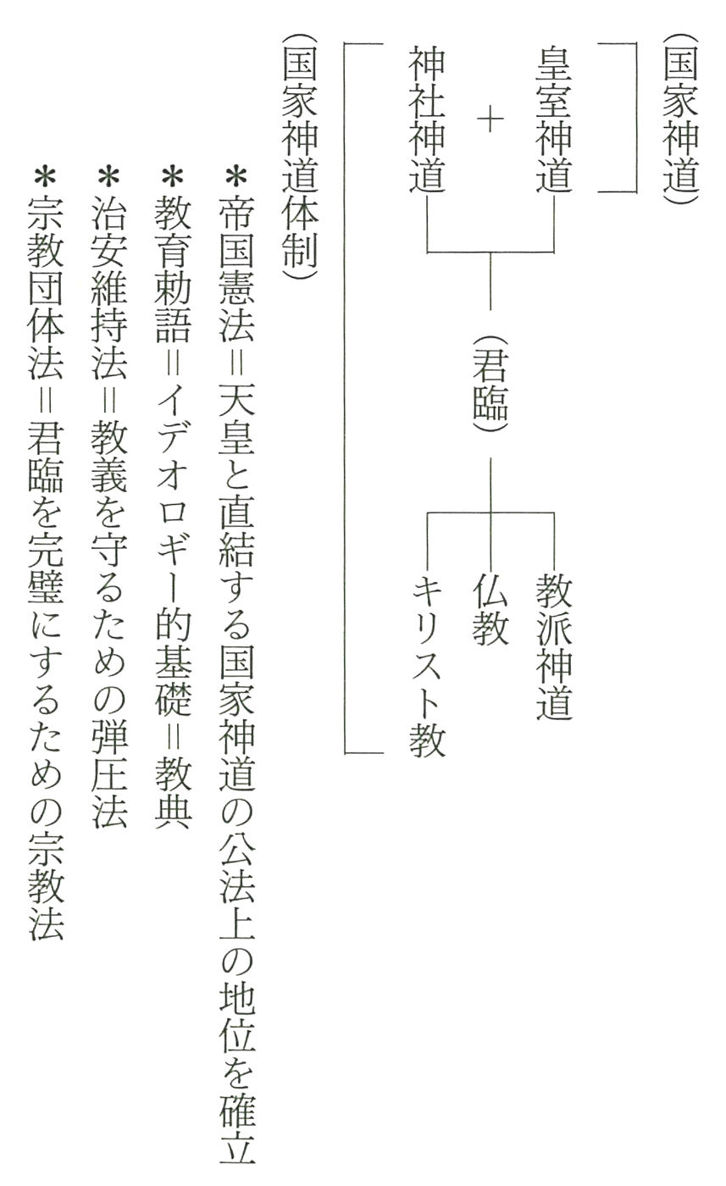 （国家神道）
皇室神道
＋
神社神道
（君臨）
教派神道
仏教
キリスト教
（国家神道体制）
＊帝国憲法＝天皇と直結する国家神道の公法上の地位を確立
＊教育勅語＝イデオロギー的基礎＝教典
＊治安維持法＝教義を守るための弾圧法
＊宗教団体法＝君臨を完璧にするための宗教法